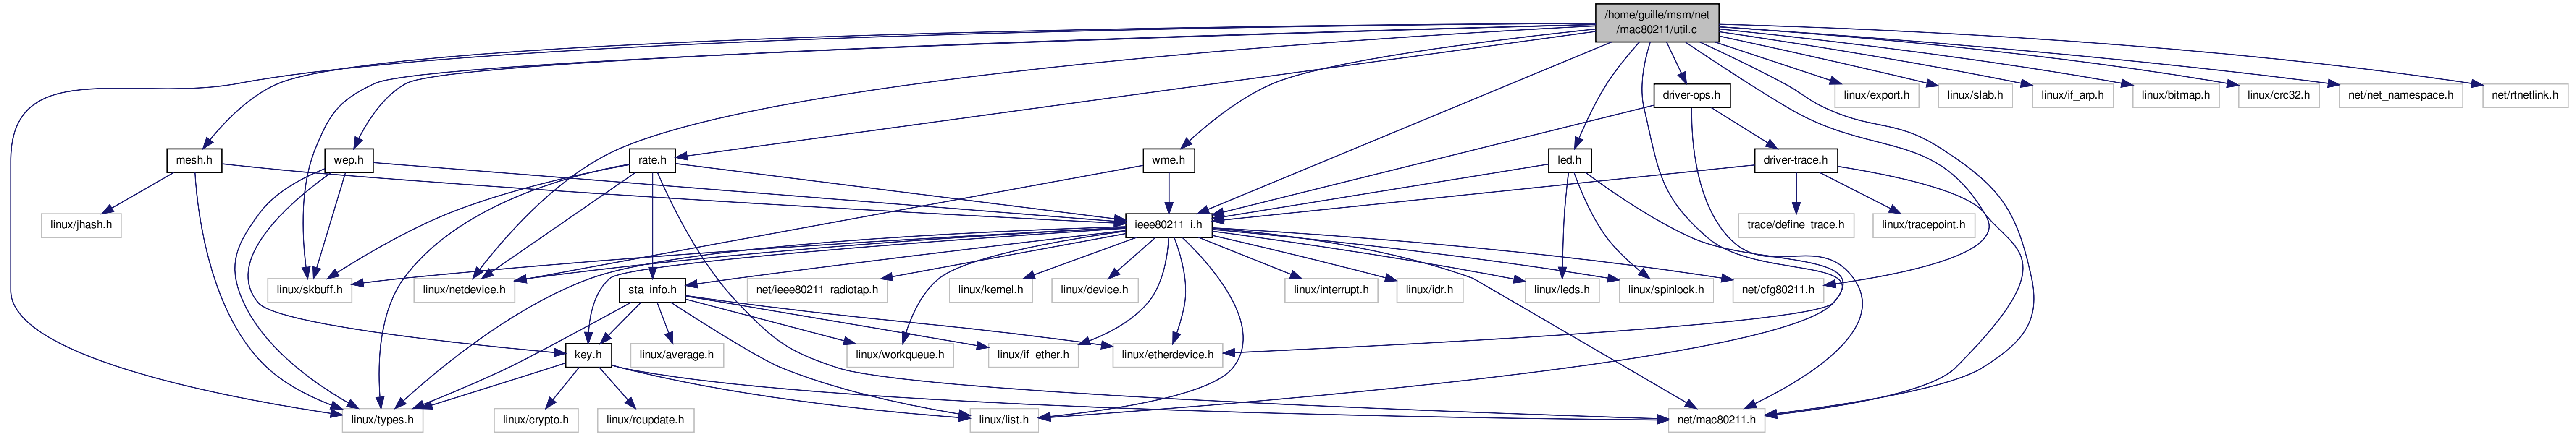 /home/guille/msm/net
/mac80211/util.c
driver-ops.h
linux/export.h
linux/slab.h
linux/if_arp.h
linux/bitmap.h
linux/crc32.h
net/net_namespace.h
net/rtnetlink.h
mesh.h
wep.h
rate.h
wme.h
led.h
driver-trace.h
linux/jhash.h
ieee80211_i.h
trace/define_trace.h
linux/tracepoint.h
linux/skbuff.h
linux/netdevice.h
sta_info.h
net/ieee80211_radiotap.h
linux/kernel.h
linux/device.h
linux/interrupt.h
linux/idr.h
linux/leds.h
linux/spinlock.h
net/cfg80211.h
key.h
linux/average.h
linux/workqueue.h
linux/if_ether.h
linux/etherdevice.h
linux/types.h
linux/crypto.h
linux/rcupdate.h
linux/list.h
net/mac80211.h